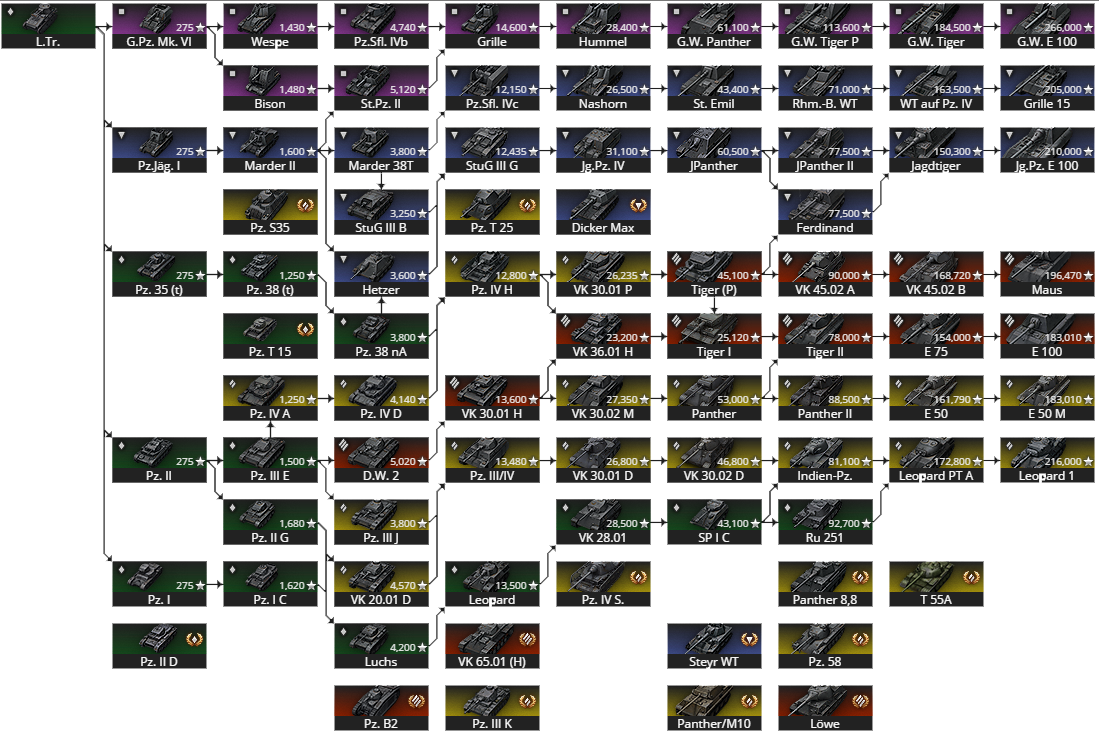 L.Tr.
275
G.Pz. Mk. VI
1,430
Wespe
4,740
Pz.Sfl. IVb
14,600
Grille
28,400
Hummel
61,100
G.W. Panther
113,600
G.W. Tiger P
184,500
G.W. Tiger
266,000
G.W. E 100
1,480
Bison
5,120
St.Pz. II
12,150
Pz.Sfl. IVc
26,500
Nashorn
43,400
St. Emil
71,000
Rhm.-B. WT
163,500
WT auf Pz. IV
205,000
Grille 15
275
Pz.Jäg. I
1,600
Marder II
3,800
Marder 38T
12,435
StuG III G
31,100
Jg.Pz. IV
60,500
JPanther
77,500
JPanther II
150,300
Jagdtiger
210,000
Jg.Pz. E 100
Pz. S35
3,250
StuG III B
Pz. T 25
Dicker Max
77,500
Ferdinand
275
Pz. 35 (t)
1,250
Pz. 38 (t)
3,600
Hetzer
12,800
Pz. IV H
26,235
VK 30.01 P
45,100
Tiger (P)
90,000
VK 45.02 A
168,720
VK 45.02 B
196,470
Maus
Pz. T 15
3,800
Pz. 38 nA
23,200
VK 36.01 H
25,120
Tiger I
78,000
Tiger II
154,000
E 75
183,010
E 100
1,250
Pz. IV A
4,140
Pz. IV D
13,600
VK 30.01 H
27,350
VK 30.02 M
53,000
Panther
88,500
Panther II
161,790
E 50
183,010
E 50 M
275
Pz. II
1,500
Pz. III E
5,020
D.W. 2
13,480
Pz. III/IV
26,800
VK 30.01 D
46,800
VK 30.02 D
81,100
Indien-Pz.
172,800
Leopard PT A
216,000
Leopard 1
1,680
Pz. II G
3,800
Pz. III J
28,500
VK 28.01
43,100
SP I C
92,700
Ru 251
275
Pz. I
1,620
Pz. I C
4,570
VK 20.01 D
13,500
Leopard
Pz. IV S.
Panther 8,8
T 55A
Pz. II D
4,200
Luchs
VK 65.01 (H)
Steyr WT
Pz. 58
Pz. B2
Pz. III K
Panther/M10
Löwe